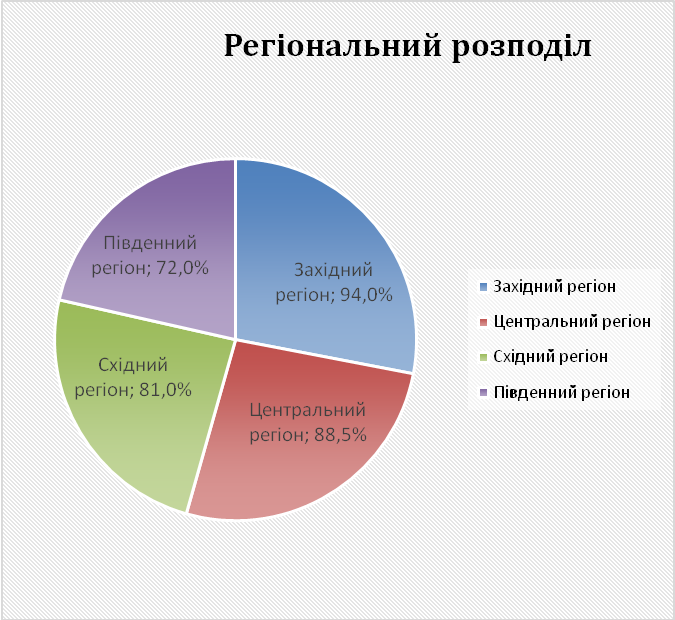 Регіональний розподіл
Південний
регіон; 72,0%
Західний
регіон; 94,0%
Східний
регіон; 81,0%
Центральний
регіон; 88,5%
Західний регіон
Центральний регіон
Східний регіон
Південний регіон